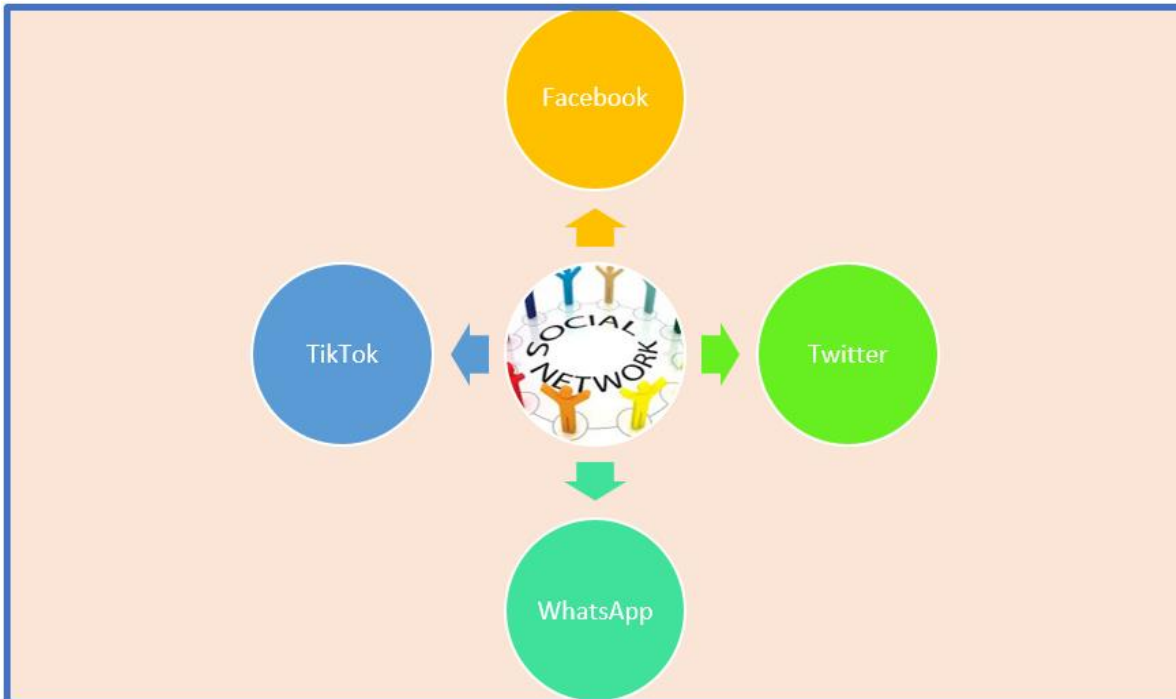 Facebook
TikTok
SOCIAL
NETWORK
Twitter
WhatsApp